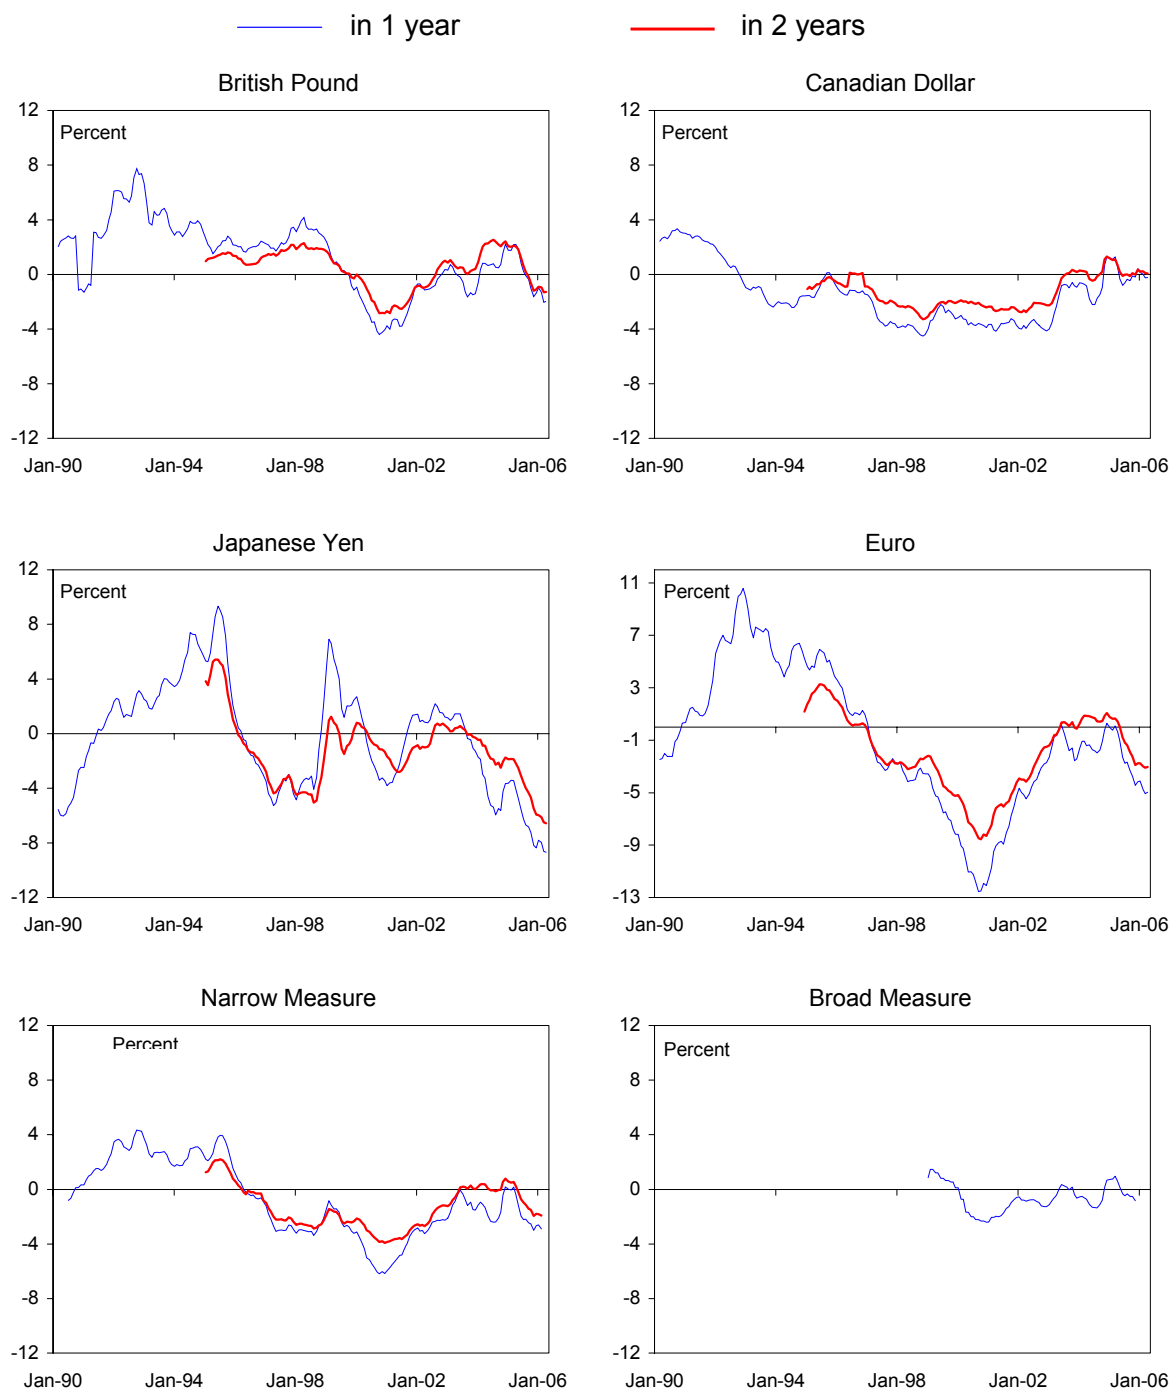 in 1 year in 2 years
British Pound
12
Percent
8
4
0
-4
-8
-12
Jan-90 Jan-94 Jan-98 Jan-02 Jan-06
Canadian Dollar
12
Percent
8
4
0
-4
-8
-12
Jan-90 Jan-94 Jan-98 Jan-02 Jan-06
Japanese Yen
12
Percent
8
4
0
-4
-8
-12
Jan-90 Jan-94 Jan-98 Jan-02 Jan-06
Euro
11
Percent
7
3
-1
-5
-9
-13
Jan-90 Jan-94 Jan-98 Jan-02 Jan-06
Narrow Measure
12
Percent
8
4
0
-4
-8
-12
Jan-90 Jan-94 Jan-98 Jan-02 Jan-06
Broad Measure
12
Percent
8
4
0
-4
-8
-12
Jan-90 Jan-94 Jan-98 Jan-02 Jan-06